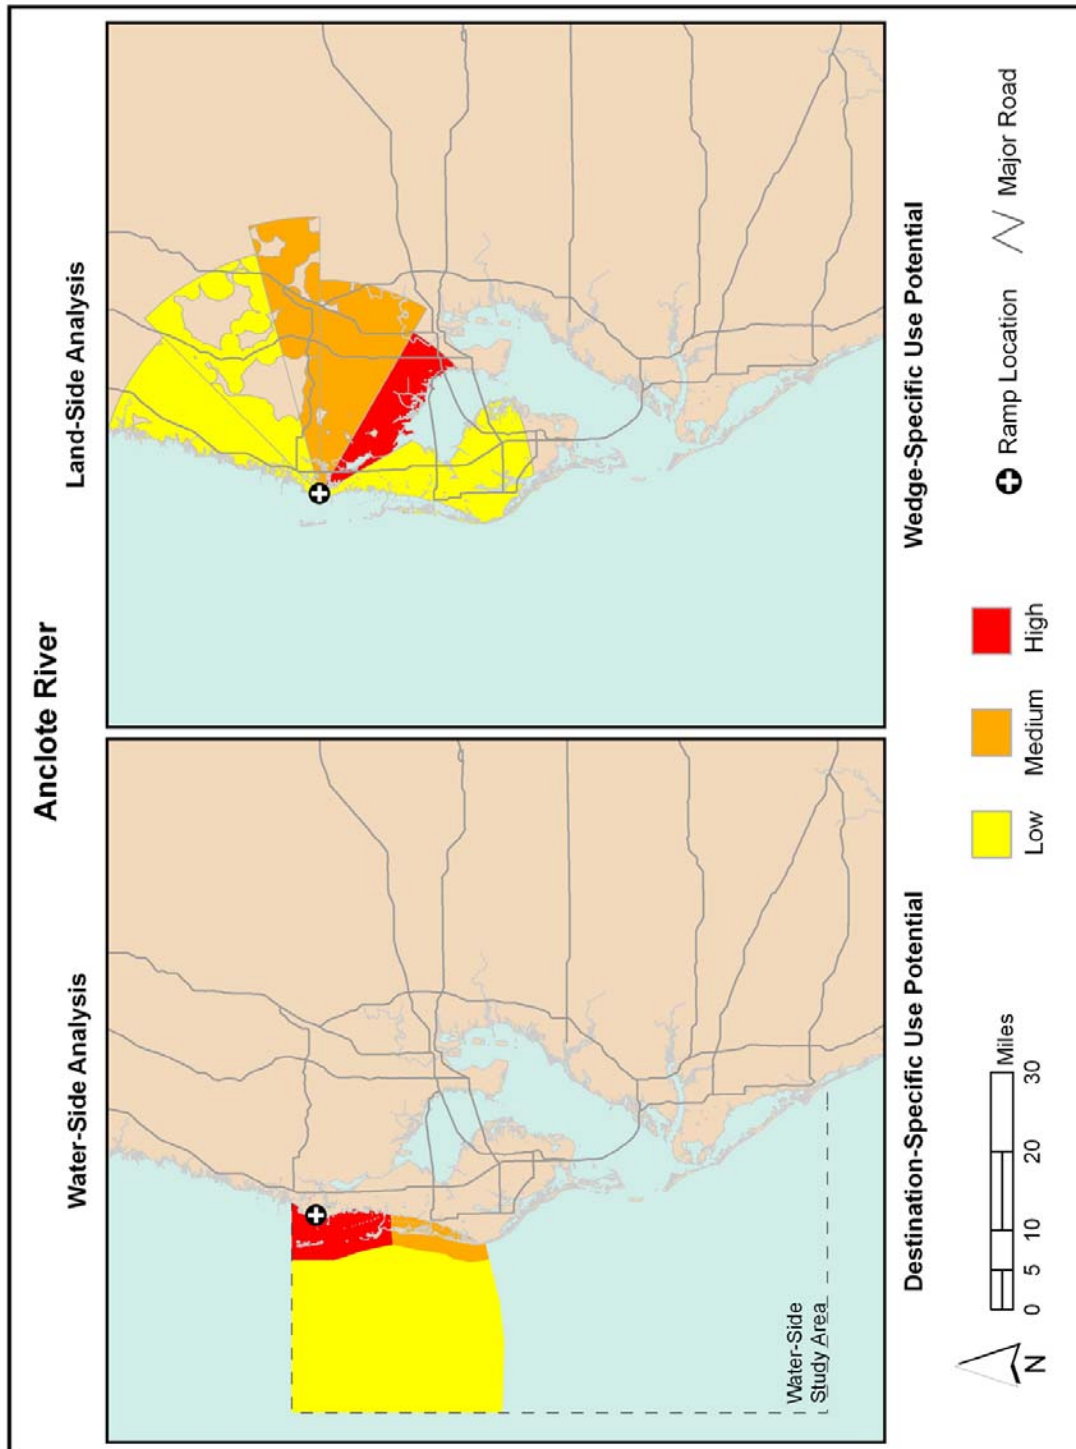 Anclote River
Water-Side Analysis
Land-Side Analysis
Water-Side
Study Area
Destination-Specific Use Potential
Wedge-Specific Use Potential
N
0 5 10 20 30
Miles
Low
Medium
High
Ramp Location
Major Road